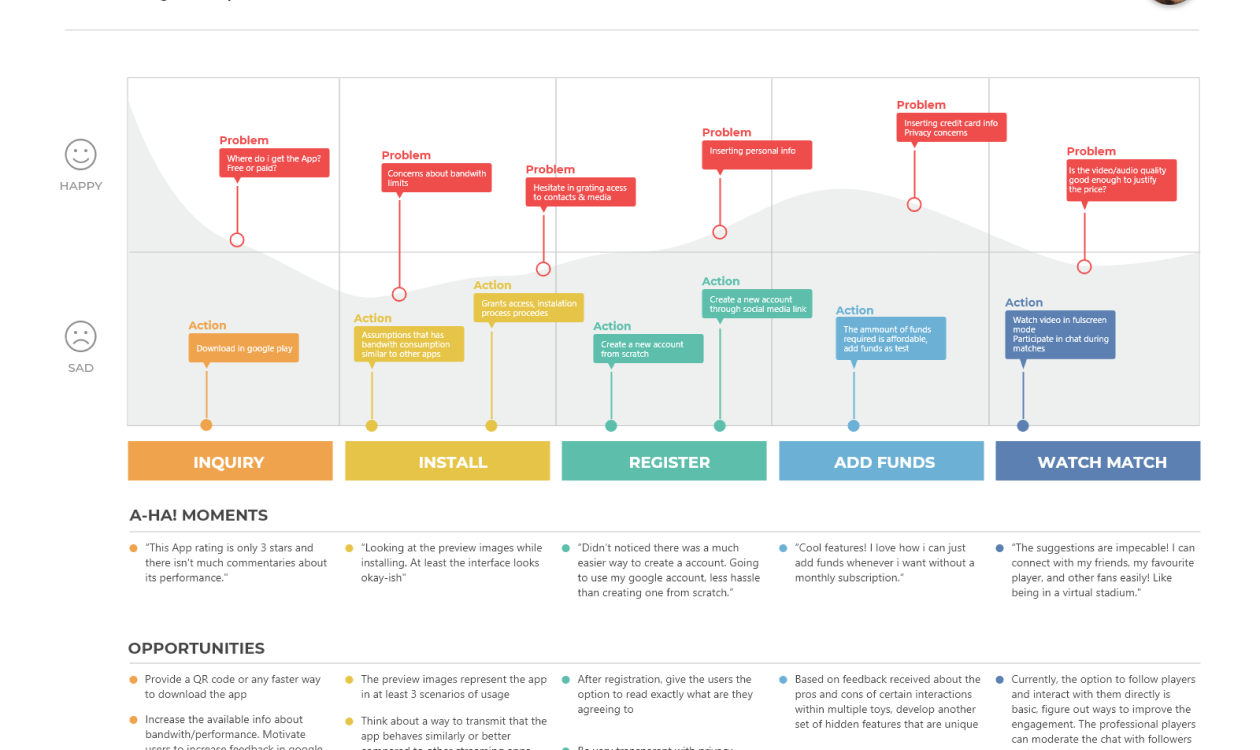 Problem
Inserting credit card info
Privacy concerns
Problem
Inserting personal info
Problem
Where do i get the App?
Free or paid?
Problem
Concerns about bandwith
limits
Problem
Hesitate in grating acess
to contacts & media
Problem
Is the video/audio quality
good enough to justify
the price?
HAPPY
Action
Grants access, instalation
process procedes
Action
Create a new account
through social media link
Action
Download in google play
Action
Assumptions that has
bandwith consumption
similar to other apps
Action
Create a new account
from scratch
Action
The ammount of funds
required is affordable,
add funds as test
Action
Watch video in fulscreen
mode
Participate in chat during
matches
SAD
INQUIRY
INSTALL
REGISTER
ADD FUNDS
WATCH MATCH
A-HA! MOMENTS
"This App rating is only 3 stars and
there isn't much commentaries about
its performance."
"Looking at the preview images while
installing. At least the interface looks
okay-ish"
"Didn't noticed there was a much
easier way to create a account. Going
to use my google account, less hassle
than creating one from scratch."
"Cool features! I love how i can just
add funds whenever i want without a
monthly subscription."
"The suggestions are impecable! I can
connect with my friends, my favourite
player, and other fans easily! Like
being in a virtual stadium."
OPPORTUNITIES
Provide a QR code or any faster way
to download the app
Increase the available info about
bandwith/performance. Motivate
users to increase feedback in google
The preview images represent the app
in at least 3 scenarios of usage
Think about a way to transmit that the
app behaves similarly or better
compared to other streaming apps
After registration, give the users the
option to read exactly what are they
agreeing to
Be very transparent with privacy
Based on feedback received about the
pros and cons of certain interactions
within multiple toys, develop another
set of hidden features that are unique
Currently, the option to follow players
and interact with them directly is
basic, figure out ways to improve the
engagement. The professional players
can moderate the chat with followers